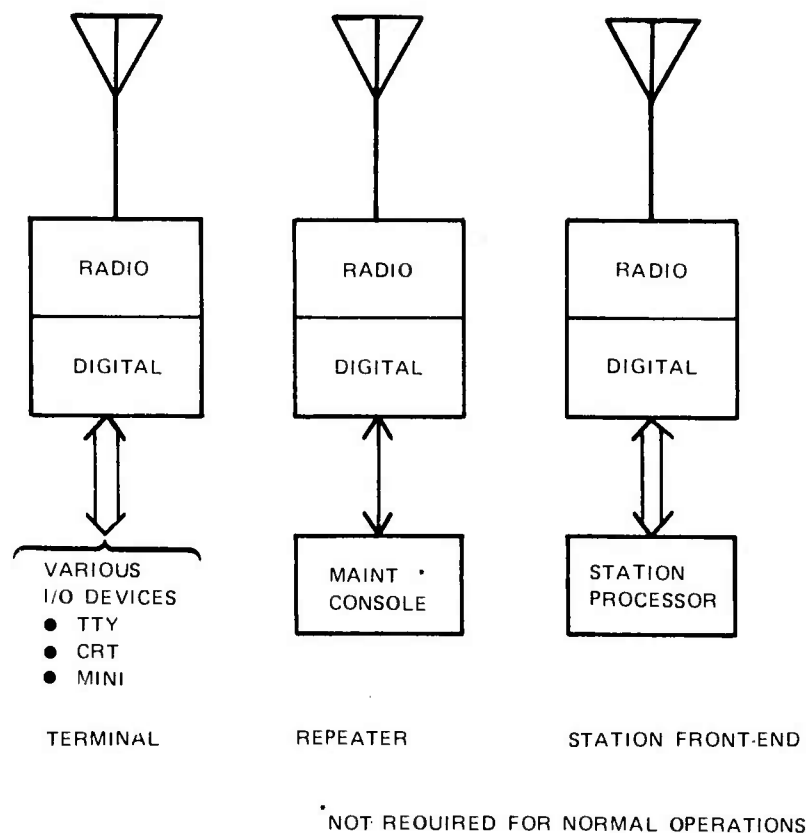 RADIO
DIGITAL
VARIOUS
I/O DEVICES
● TTY
● CRT
● MINI
TERMINAL
RADIO
DIGITAL
MAINT *
CONSOLE
REPEATER
RADIO
DIGITAL
STATION
PROCESSOR
STATION FRONT-END
*NOT REQUIRED FOR NORMAL OPERATIONS